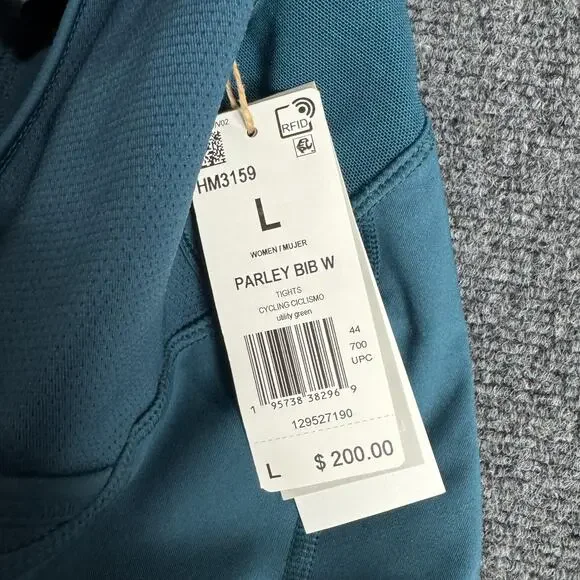 V02
RFID
HM3159
L
WOMEN / MUJER
PARLEY BIB W
TIGHTS
CYCLING CICLISMO
utility green
44
700
UPC
1 95738 38296 9
129527190
L $ 200.00